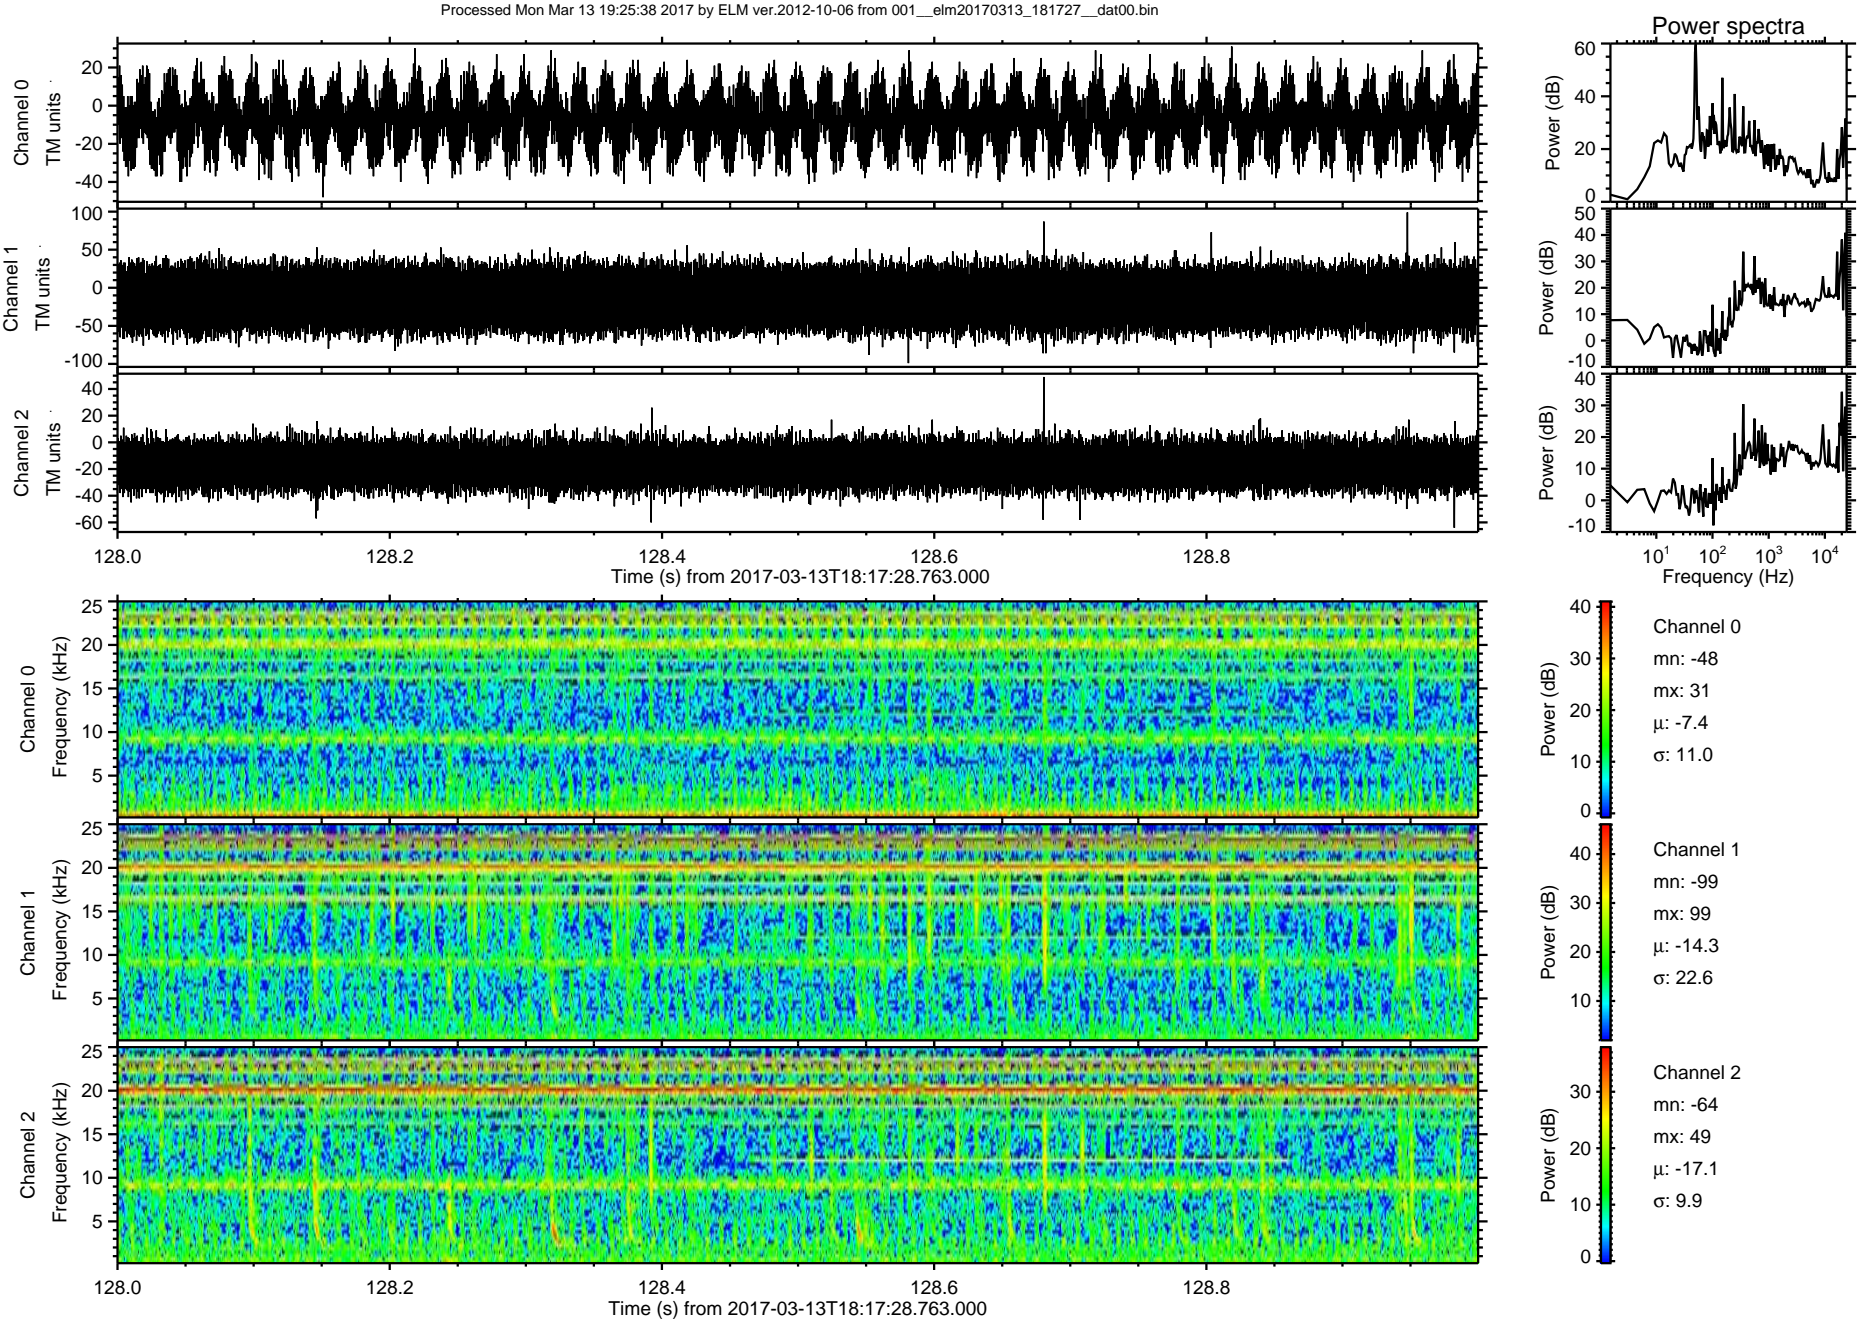 Processed Mon Mar 13 19:25:38 2017 by ELM ver.2012-10-06 from 001__elm20170313_181727__dat00.bin
Power spectra
Channel 0
TM units
20
0
-20
-40
Power (dB)
60
40
20
0
Channel 1
TM units
100
50
0
-50
-100
Power (dB)
50
40
30
20
10
0
-10
Channel 2
TM units
40
20
0
-20
-40
-60
Power (dB)
40
30
20
10
0
-10
128.0 128.2 128.4 128.6 128.8
Time (s) from 2017-03-13T18:17:28.763.000
10¹ 10² 10³ 10⁴
Frequency (Hz)
Channel 0
Frequency (kHz)
25
20
15
10
5
Power (dB)
40
30
20
10
0
Channel 0
mn: -48
mx: 31
μ: -7.4
σ: 11.0
Channel 1
Frequency (kHz)
25
20
15
10
5
Power (dB)
40
30
20
10
Channel 1
mn: -99
mx: 99
μ: -14.3
σ: 22.6
Channel 2
Frequency (kHz)
25
20
15
10
5
Power (dB)
30
20
10
0
Channel 2
mn: -64
mx: 49
μ: -17.1
σ: 9.9
128.0 128.2 128.4 128.6 128.8
Time (s) from 2017-03-13T18:17:28.763.000